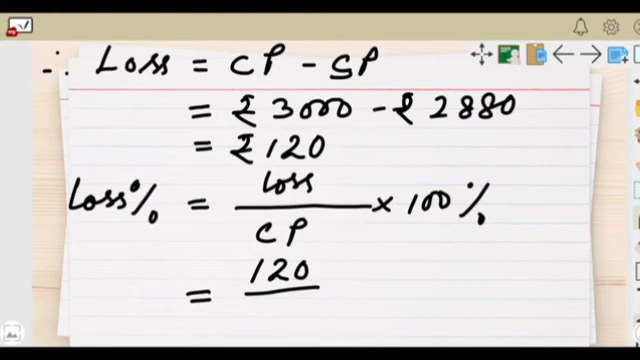 ∴ Loss = CP - SP
= ₹ 3000 - ₹ 2880
= ₹ 120
Loss% = loss/CP × 100%
= 120/